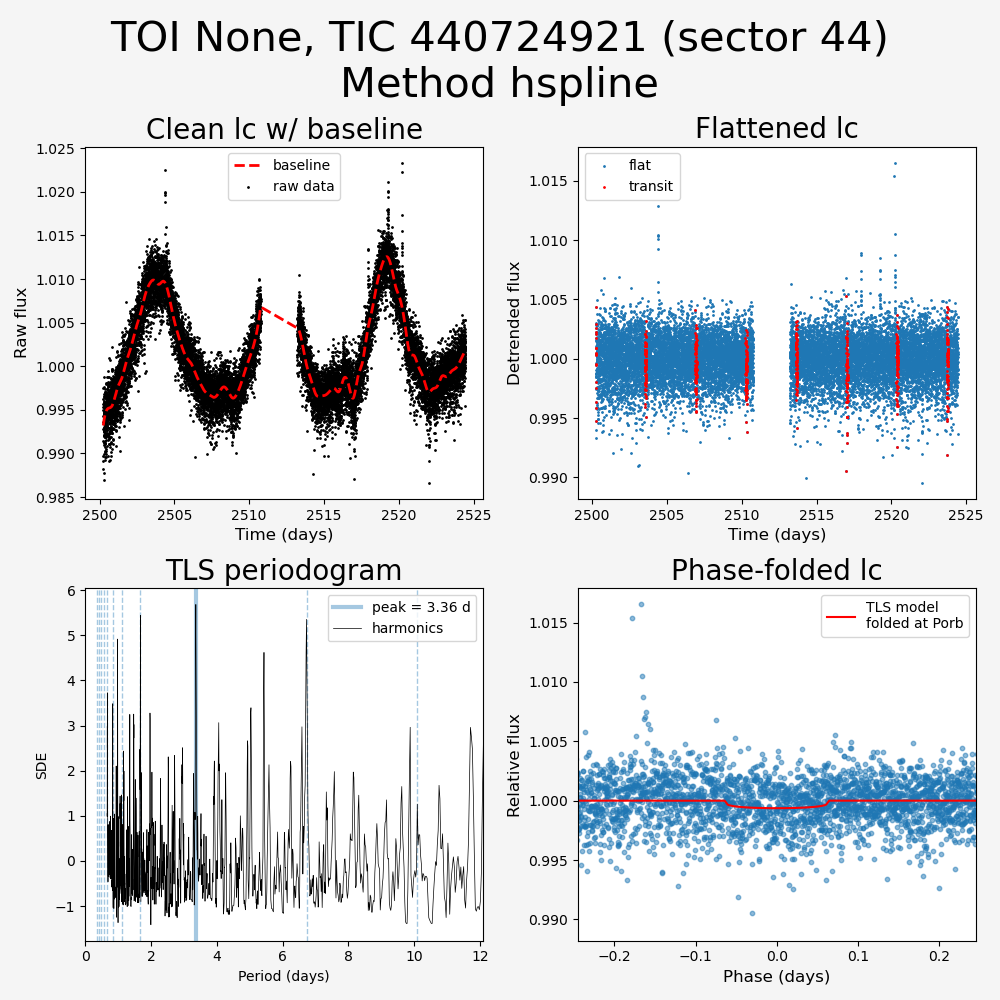 TOI None, TIC 440724921 (sector 44)
Method hspline
Clean lc w/ baseline
baseline
raw data
1.025
1.020
1.015
1.010
1.005
1.000
0.995
0.990
0.985
Raw flux
2500
2505
2510
2515
2520
2525
Time (days)
Flattened lc
flat
transit
1.015
1.010
1.005
1.000
0.995
0.990
Detrended flux
2500
2505
2510
2515
2520
2525
Time (days)
TLS periodogram
peak = 3.36 d
harmonics
6
5
4
3
2
1
0
−1
SDE
0
2
4
6
8
10
12
Period (days)
Phase-folded lc
TLS model
folded at Porb
1.015
1.010
1.005
1.000
0.995
0.990
Relative flux
−0.2
−0.1
0.0
0.1
0.2
Phase (days)